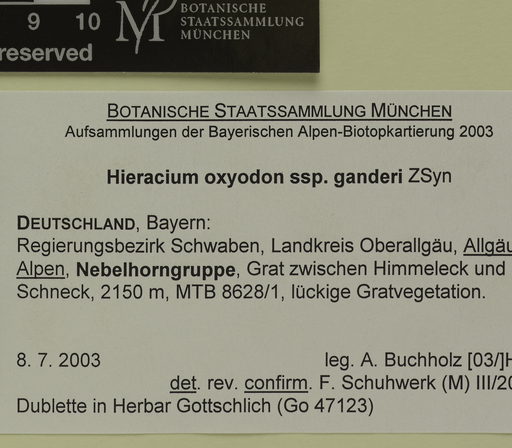 9 10
BOTANISCHE
STAATSSAMMLUNG
MÜNCHEN
reserved
BOTANISCHE STAATSSAMMLUNG MÜNCHEN
Aufsammlungen der Bayerischen Alpen-Biotopkartierung 2003
Hieracium oxyodon ssp. ganderi ZSyn
DEUTSCHLAND, Bayern:
Regierungsbezirk Schwaben, Landkreis Oberallgäu, Allgäu
Alpen, Nebelhorngruppe, Grat zwischen Himmeleck und
Schneck, 2150 m, MTB 8628/1, lückige Gratvegetation.
8. 7. 2003 leg. A. Buchholz [03/]H
det. rev. confirm. F. Schuhwerk (M) III/20
Dublette in Herbar Gottschlich (Go 47123)